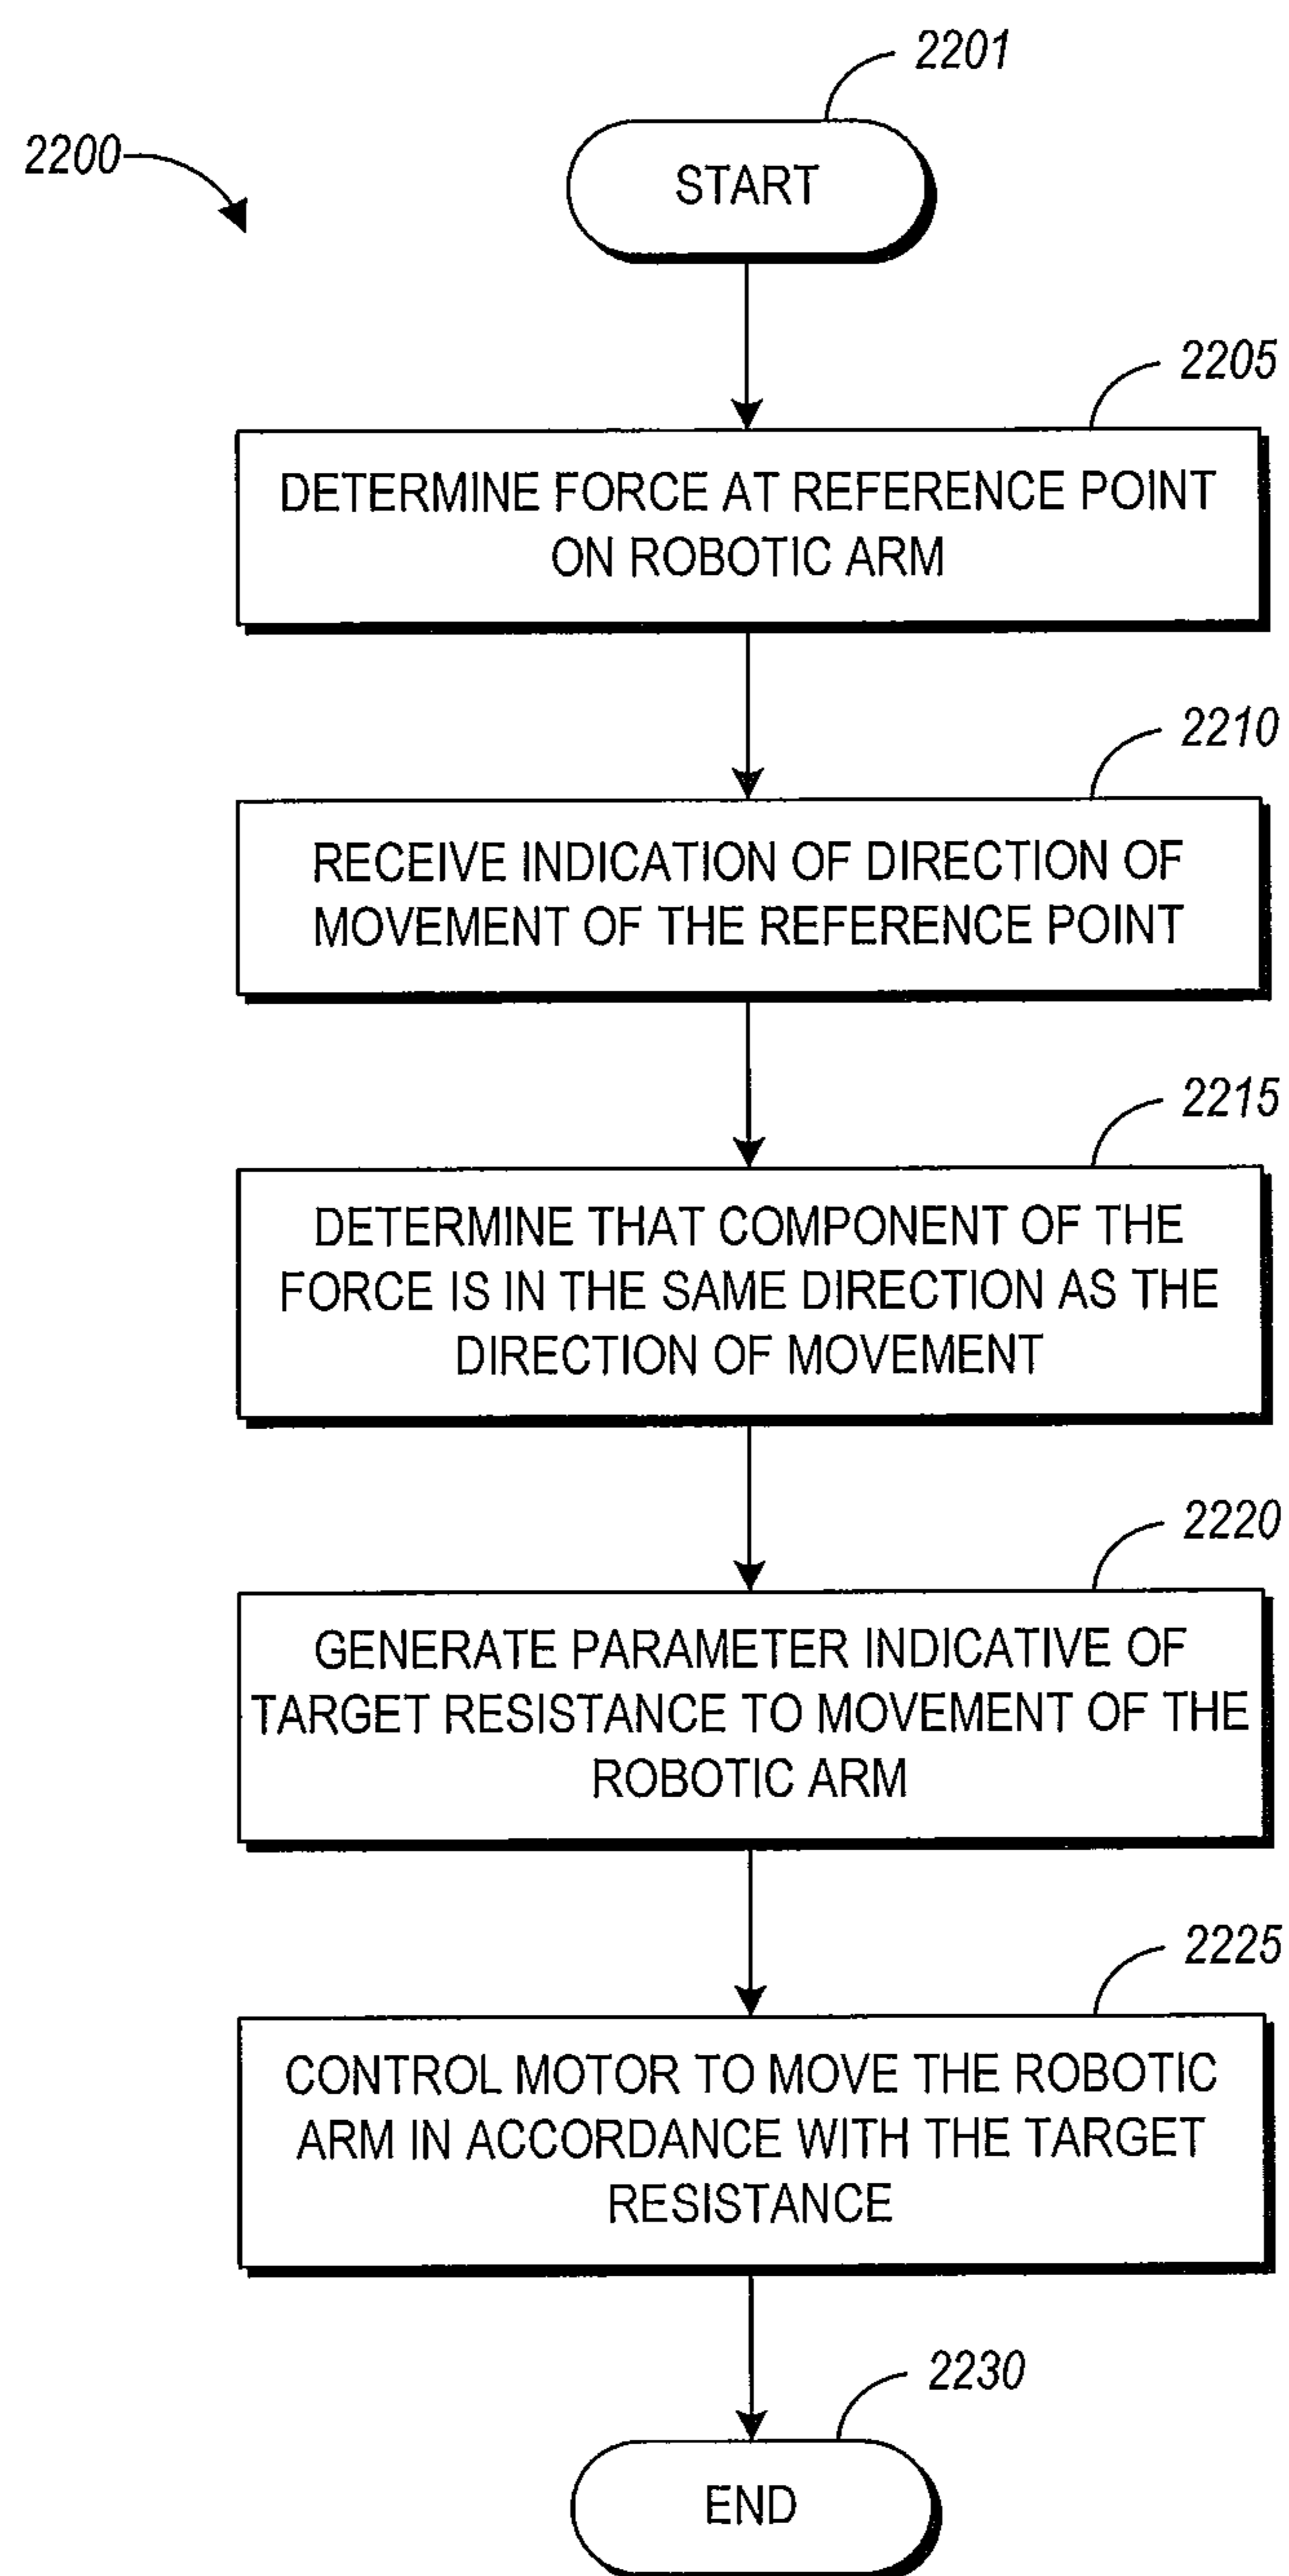 2201
2200
START
2205
DETERMINE FORCE AT REFERENCE POINT
ON ROBOTIC ARM
2210
RECEIVE INDICATION OF DIRECTION OF
MOVEMENT OF THE REFERENCE POINT
2215
DETERMINE THAT COMPONENT OF THE
FORCE IS IN THE SAME DIRECTION AS THE
DIRECTION OF MOVEMENT
2220
GENERATE PARAMETER INDICATIVE OF
TARGET RESISTANCE TO MOVEMENT OF THE
ROBOTIC ARM
2225
CONTROL MOTOR TO MOVE THE ROBOTIC
ARM IN ACCORDANCE WITH THE TARGET
RESISTANCE
2230
END